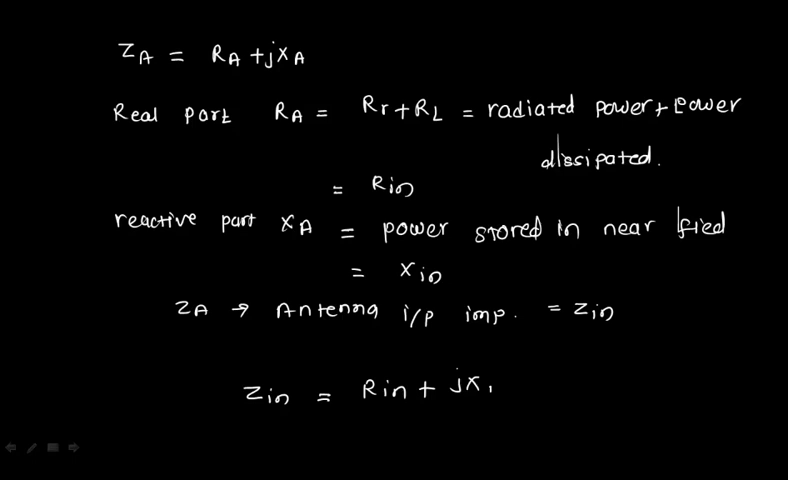 ZA = RA + jXA
Real part RA = Rr + RL = radiated power + power
dissipated.
= Rin
reactive part XA = power stored in near fied
= Xin
ZA → Antenna i/p imp. = Zin
Zin = Rin + jX